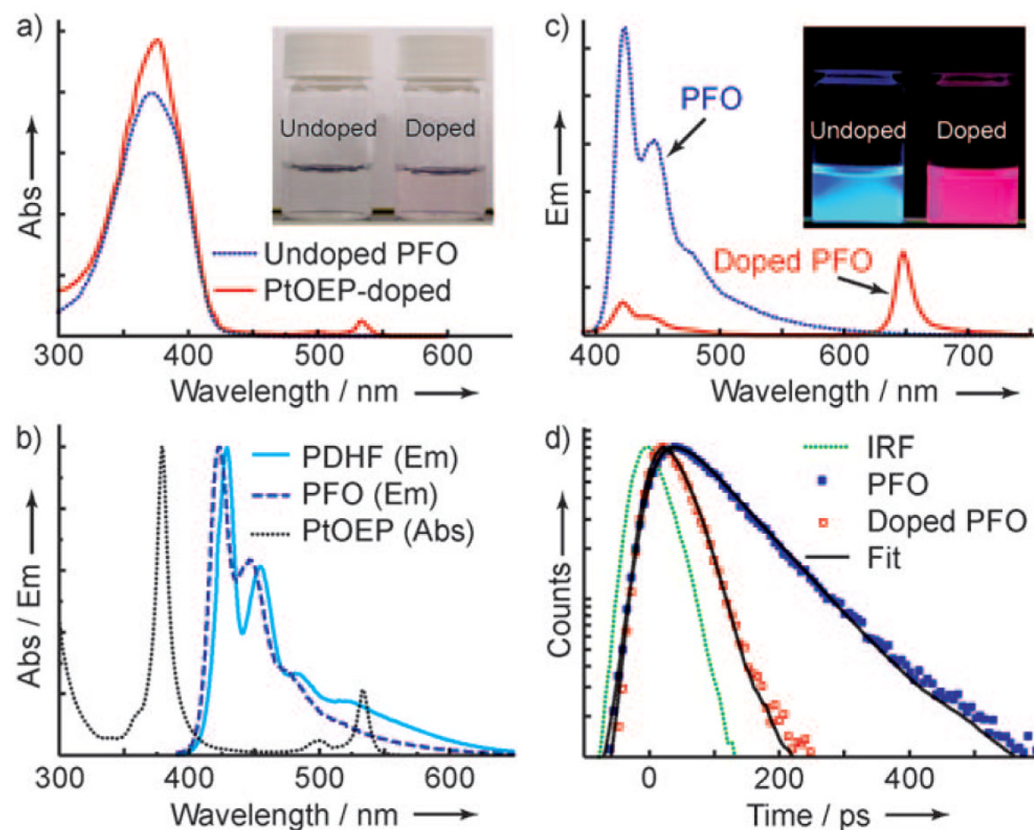 a)
Abs
Undoped
Doped
Undoped PFO
PtOEP-doped
300
400
500
600
Wavelength / nm
b)
Abs / Em
PDHF (Em)
PFO (Em)
PtOEP (Abs)
300
400
500
600
Wavelength / nm
c)
Em
PFO
Undoped
Doped
Doped PFO
400
500
600
700
Wavelength / nm
d)
Counts
IRF
PFO
Doped PFO
Fit
0
200
400
Time / ps